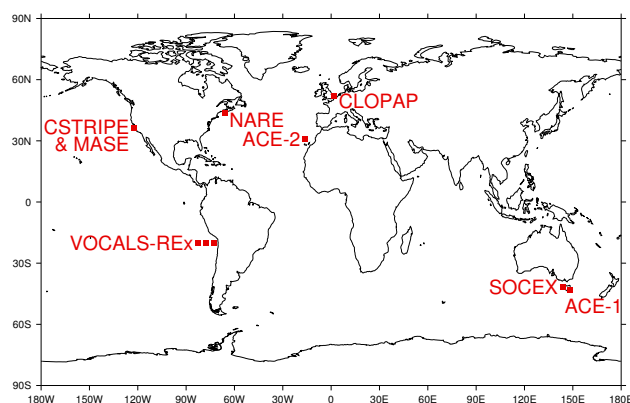 90N
60N
CLOPAP
NARE
CSTRIPE
& MASE
ACE-2
30N
0
VOCALS-REx
30S
SOCEX
ACE-1
60S
90S
180W 150W 120W 90W 60W 30W 0 30E 60E 90E 120E 150E 180E